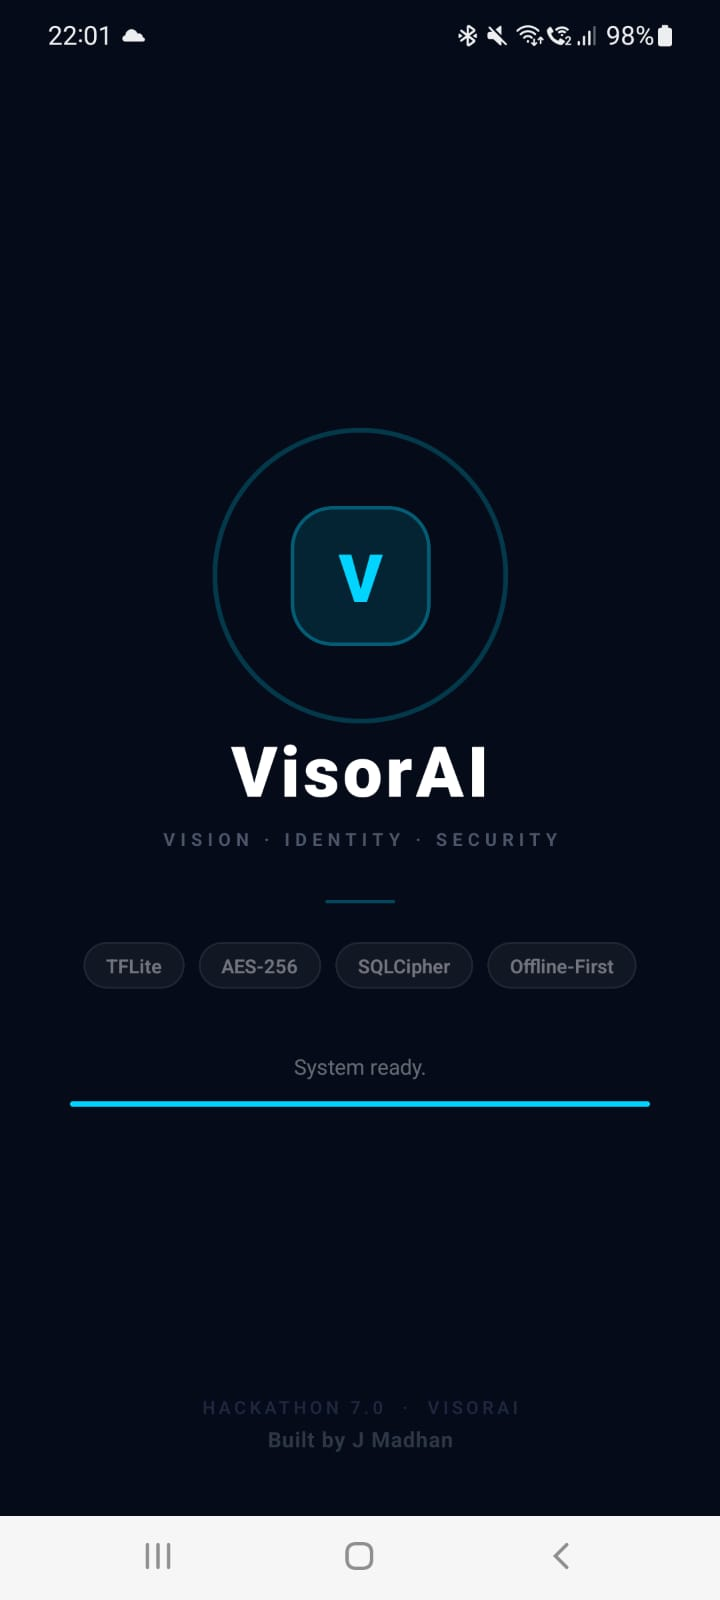 22:01 98%
V
VisorAI
VISION · IDENTITY · SECURITY
TFLite AES-256 SQLCipher Offline-First
System ready.
HACKATHON 7.0 · VISORAI
Built by J Madhan